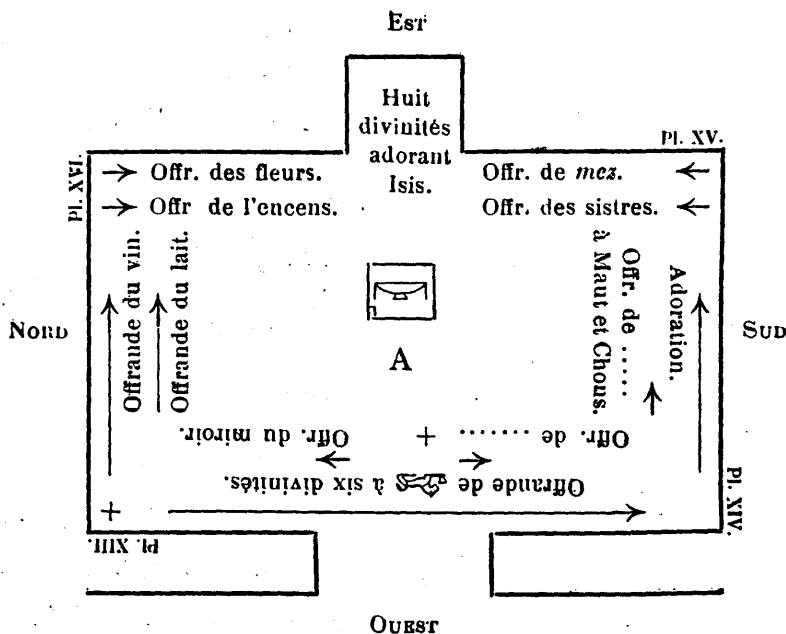 EST
Huit
divinités
adorant
Isis.
Pl. XV.
Pl. XVI.
Offr. des fleurs.
Offr de l'encens.
Offr. de mez.
Offr. des sistres.
Offrande du vin.
Offrande du lait.
Offr. de ......
à Maut et Chons.
Adoration.
NORD
SUD
A
Offr. du miroir.
Offr. de .......
Offrande de à six divinités.
Pl. XIII.
Pl. XIV.
OUEST